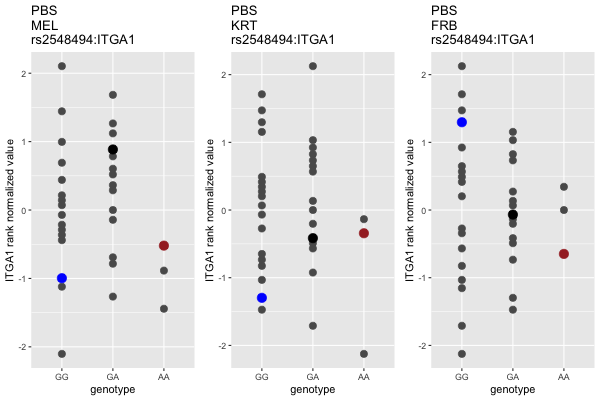 PBS
MEL
rs2548494:ITGA1
ITGA1 rank normalized value
2
1
0
-1
-2
GG
GA
AA
genotype
PBS
KRT
rs2548494:ITGA1
ITGA1 rank normalized value
2
1
0
-1
-2
GG
GA
AA
genotype
PBS
FRB
rs2548494:ITGA1
ITGA1 rank normalized value
2
1
0
-1
-2
GG
GA
AA
genotype